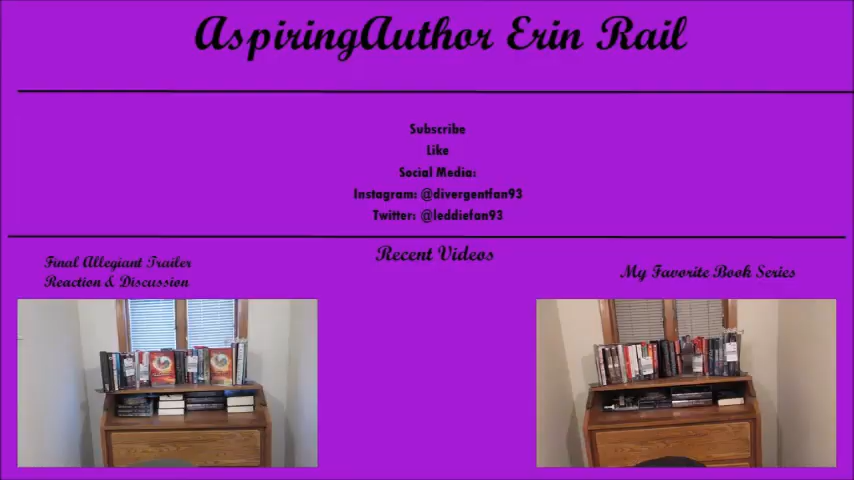 AspiringAuthor Erin Rail
Subscribe
Like
Social Media:
Instagram: @divergentfan93
Twitter: @leddiefan93
Recent Videos
Final Allegiant Trailer
Reaction & Discussion
My Favorite Book Series